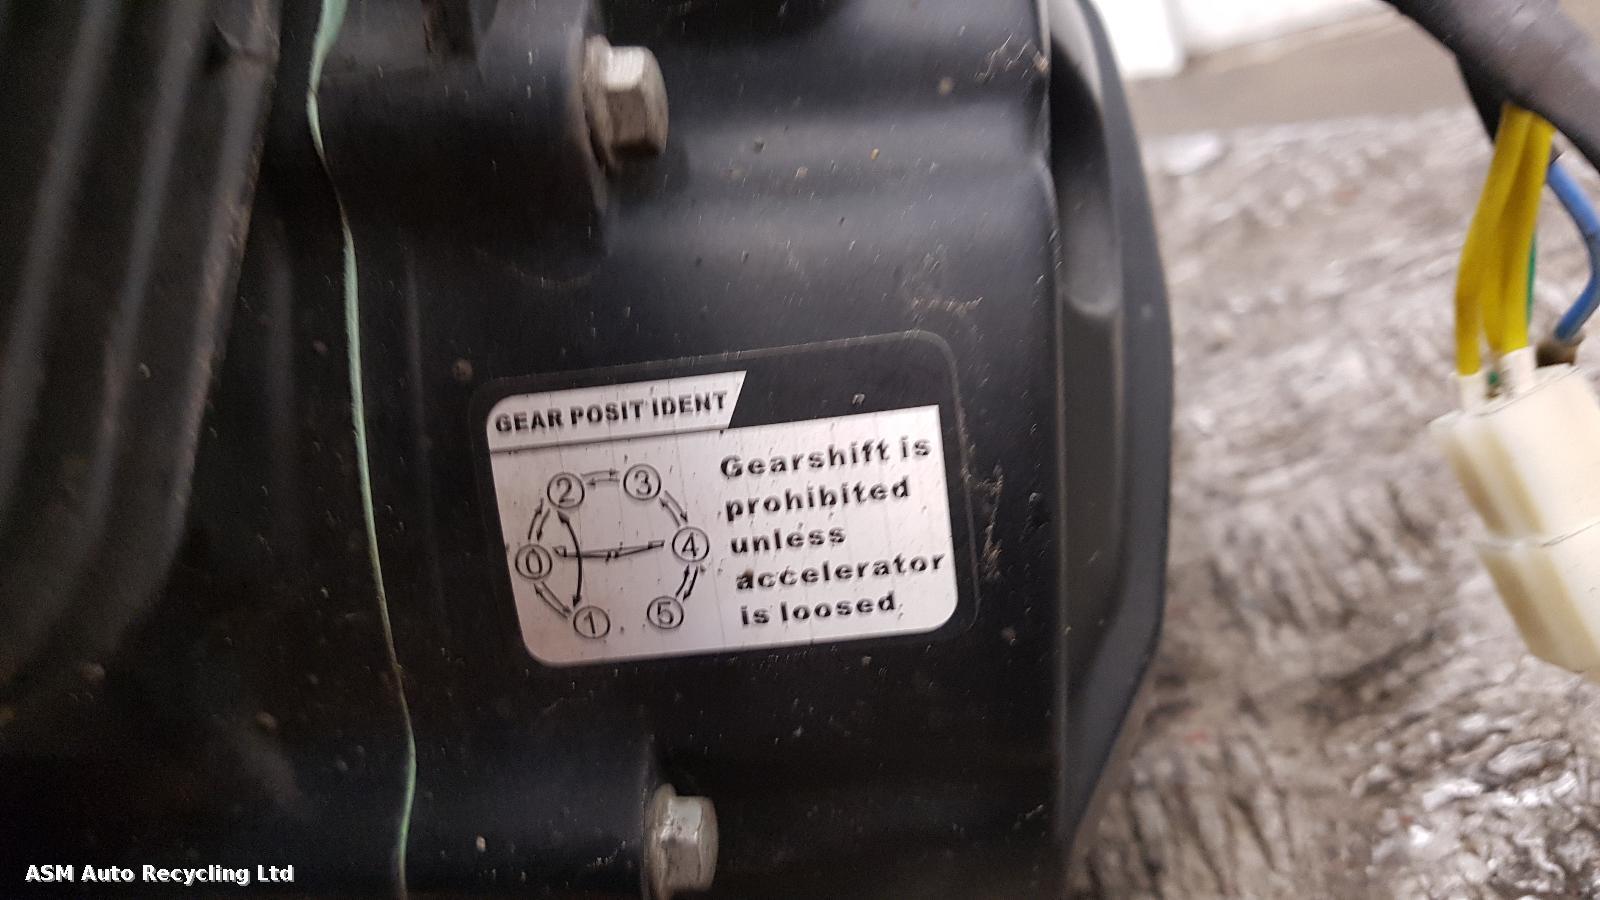 GEAR POSIT IDENT
2 3
0 4
1 5
Gearshift is
prohibited
unless
accelerator
is loosed
ASM Auto Recycling Ltd